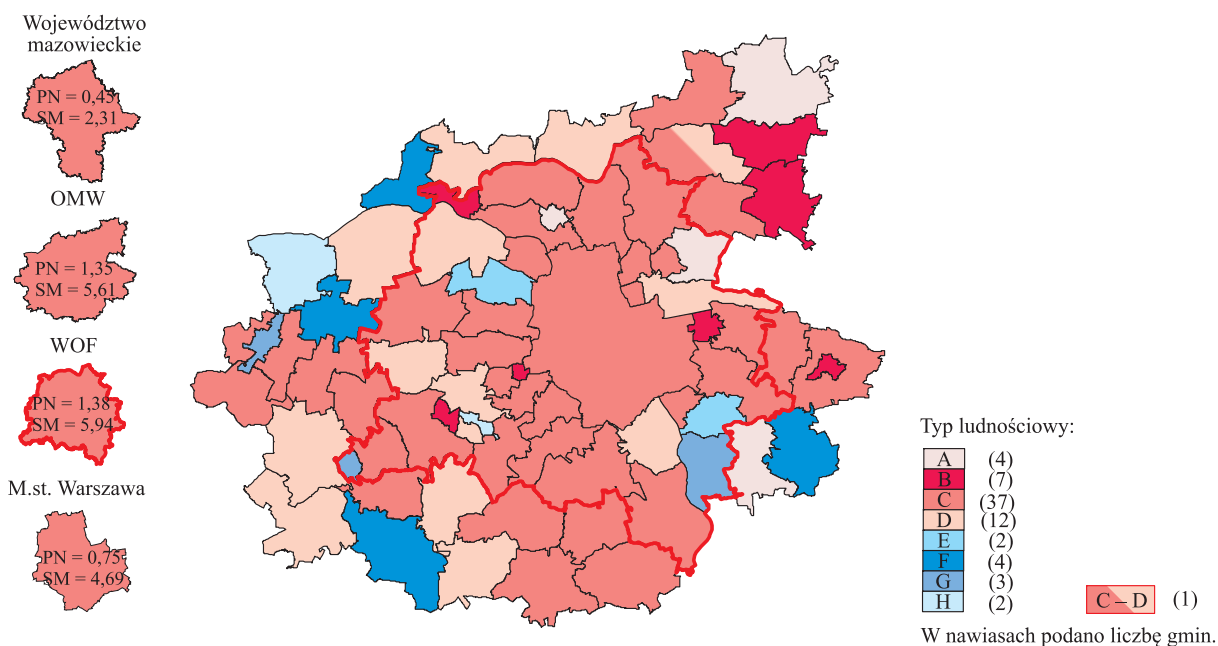 Województwo
mazowieckie
PN = 0,45
SM = 2,31
OMW
PN = 1,35
SM = 5,61
WOF
PN = 1,38
SM = 5,94
M.st. Warszawa
PN = 0,75
SM = 4,69
Typ ludnościowy:
A (4)
B (7)
C (37)
D (12)
E (2)
F (4)
G (3)
H (2)
C – D (1)
W nawiasach podano liczbę gmin.